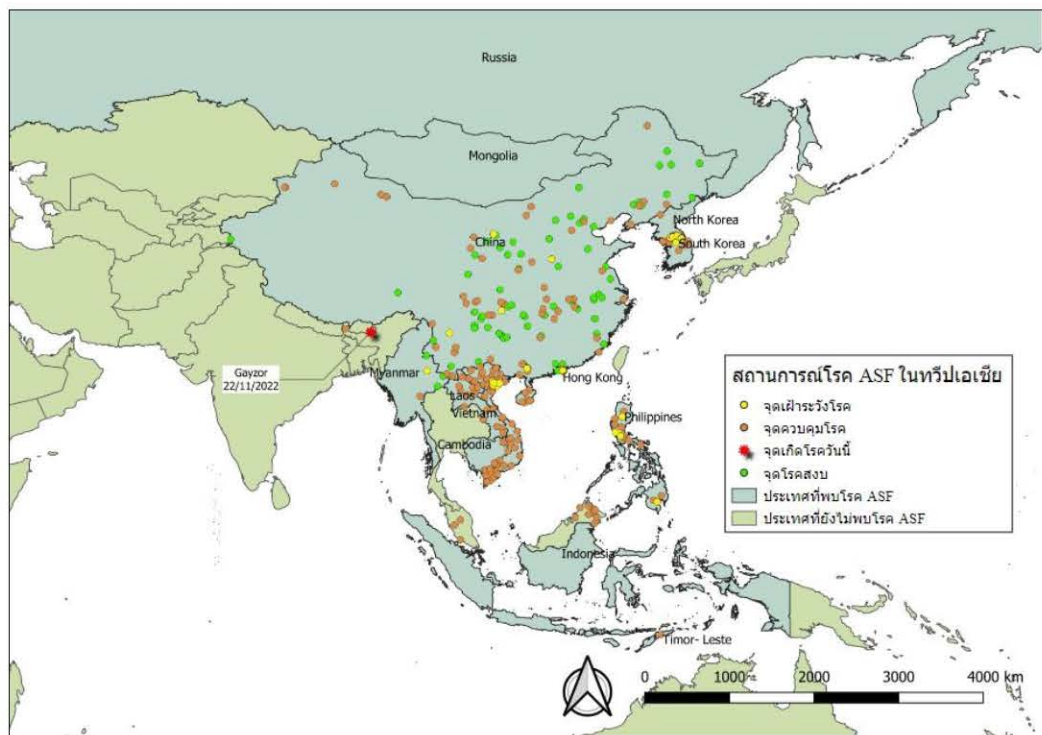 Russia
Mongolia
North Korea
China
South Korea
Gayzor
22/11/2022
Myanmar
Hong Kong
Laos
Vietnam
Philippines
Cambodia
Indonesia
Timor- Leste
สถานการณ์โรค ASF ในทวีปเอเชีย
จุดเฝ้าระวังโรค
จุดควบคุมโรค
จุดเกิดโรควันนี้
จุดโรคสงบ
ประเทศที่พบโรค ASF
ประเทศที่ยังไม่พบโรค ASF
0 1000 2000 3000 4000 km